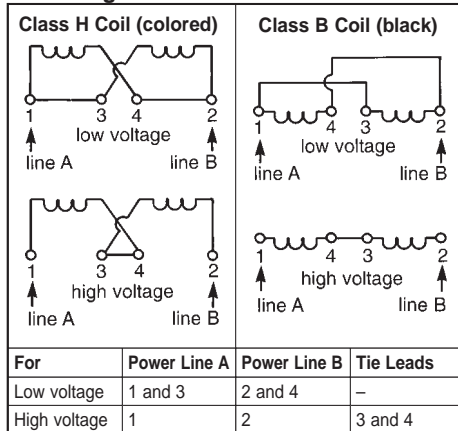 Class H Coil (colored)
1 3 4 2
low voltage
line A line B
1 3 4 2
high voltage
line A line B
Class B Coil (black)
1 4 3 2
low voltage
line A line B
1 4 3 2
high voltage
line A line B
For Power Line A Power Line B Tie Leads
Low voltage 1 and 3 2 and 4 –
High voltage 1 2 3 and 4